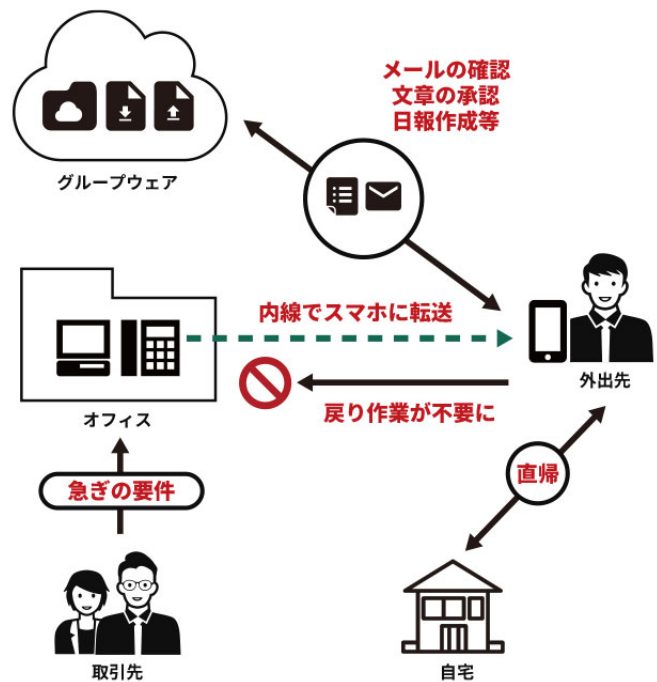 メールの確認
文章の承認
日報作成等
グループウェア
内線でスマホに転送
外出先
戻り作業が不要に
オフィス
直帰
急ぎの要件
取引先
自宅